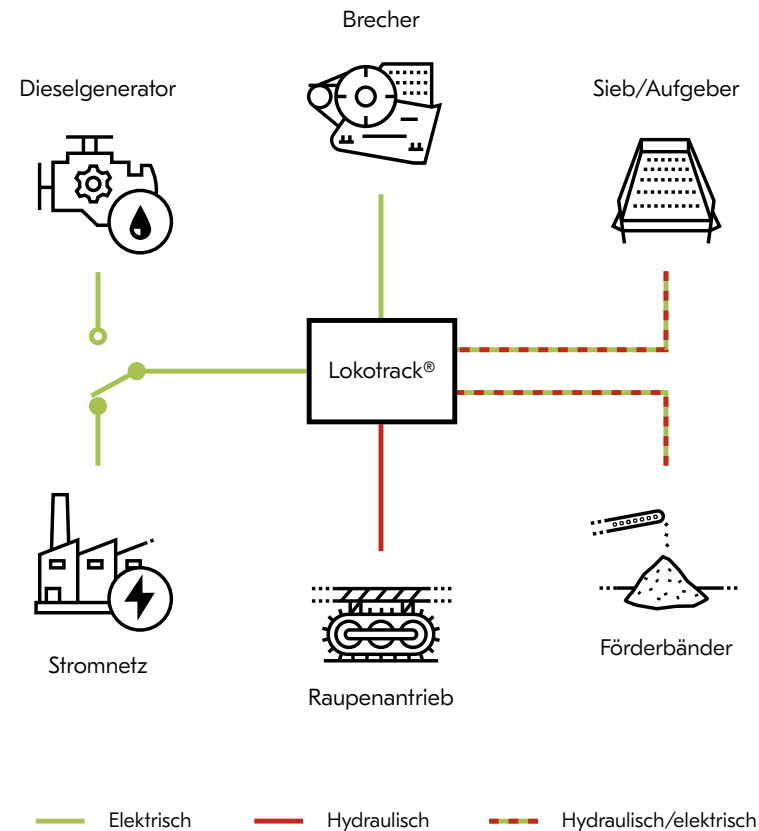 Brecher
Dieselgenerator
Sieb/Aufgeber
Lokotrack®
Stromnetz
Förderbänder
Raupenantrieb
Elektrisch
Hydraulisch
Hydraulisch/elektrisch